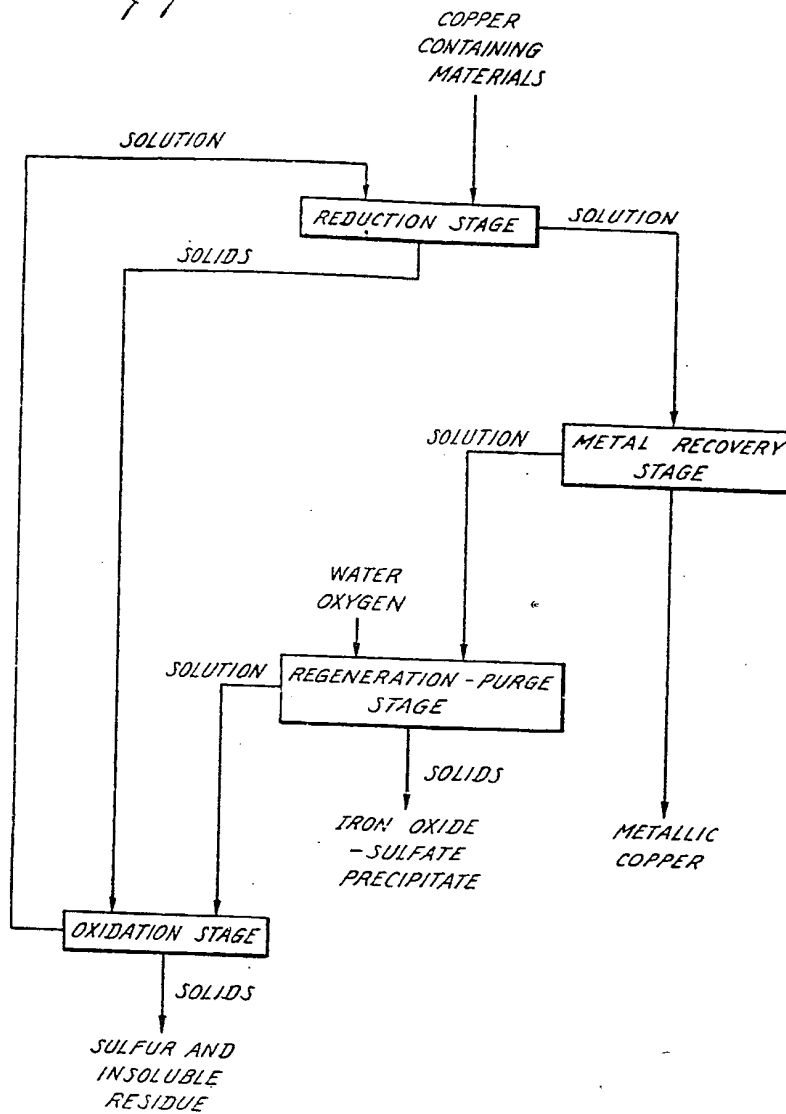 COPPER
CONTAINING
MATERIALS
SOLUTION
REDUCTION STAGE
SOLUTION
SOLIDS
SOLUTION
METAL RECOVERY
STAGE
WATER
OXYGEN
SOLUTION
REGENERATION - PURGE
STAGE
SOLIDS
IRON OXIDE
- SULFATE
PRECIPITATE
METALLIC
COPPER
OXIDATION STAGE
SOLIDS
SULFUR AND
INSOLUBLE
RESIDUE